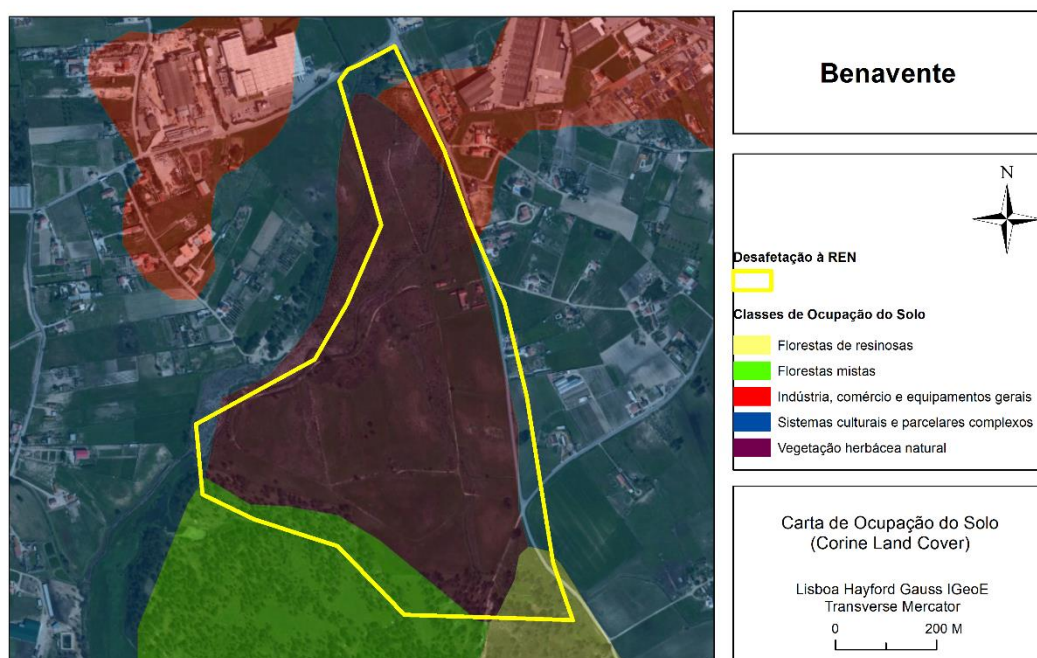 Benavente
N
Desafetação à REN
Classes de Ocupação do Solo
Florestas de resinosas
Florestas mistas
Indústria, comércio e equipamentos gerais
Sistemas culturais e parcelares complexos
Vegetação herbácea natural
Carta de Ocupação do Solo
(Corine Land Cover)
Lisboa Hayford Gauss IGeoE
Transverse Mercator
0 200 M